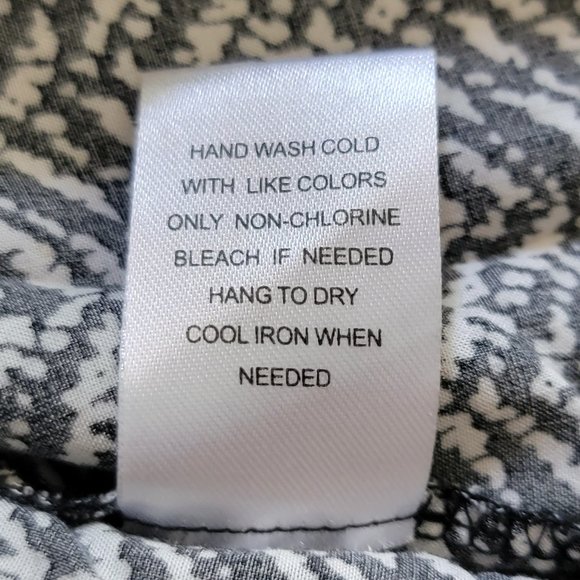 HAND WASH COLD
WITH LIKE COLORS
ONLY NON-CHLORINE
BLEACH IF NEEDED
HANG TO DRY
COOL IRON WHEN
NEEDED